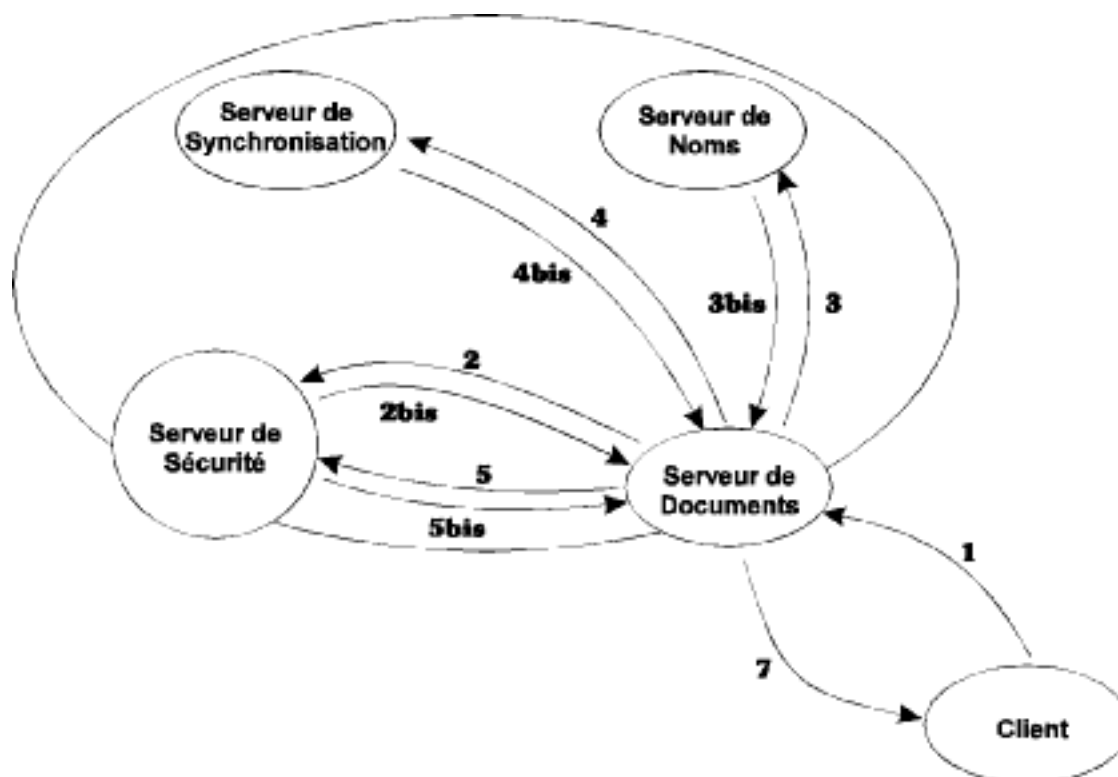 Serveur de
Synchronisation
Serveur de
Noms
4
4bis
3bis
3
2
2bis
Serveur de
Sécurité
5
5bis
Serveur de
Documents
1
7
Client